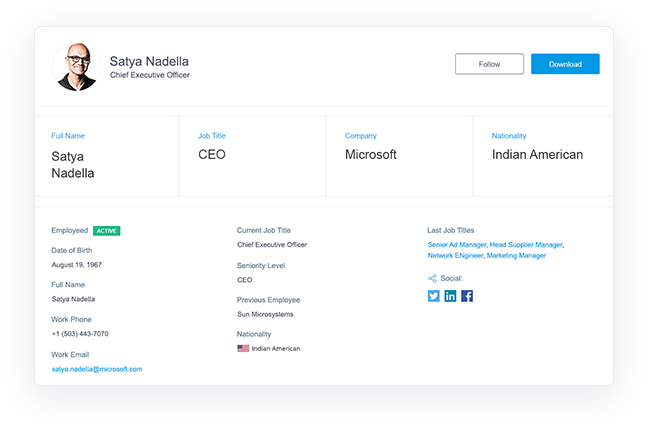 Satya Nadella
Chief Executive Officer
Follow
Download
Full Name
Satya
Nadella
Job Title
CEO
Company
Microsoft
Nationality
Indian American
Employeed ACTIVE
Date of Birth
August 19, 1967
Full Name
Satya Nadella
Work Phone
+1 (503) 443-7070
Work Email
satya.nadella@microsoft.com
Current Job Title
Chief Executive Officer
Seniority Level
CEO
Previous Employee
Sun Microsystems
Nationality
Indian American
Last Job Titles
Senior Ad Manager, Head Supplier Manager,
Network ENgineer, Marketing Manager
Social: